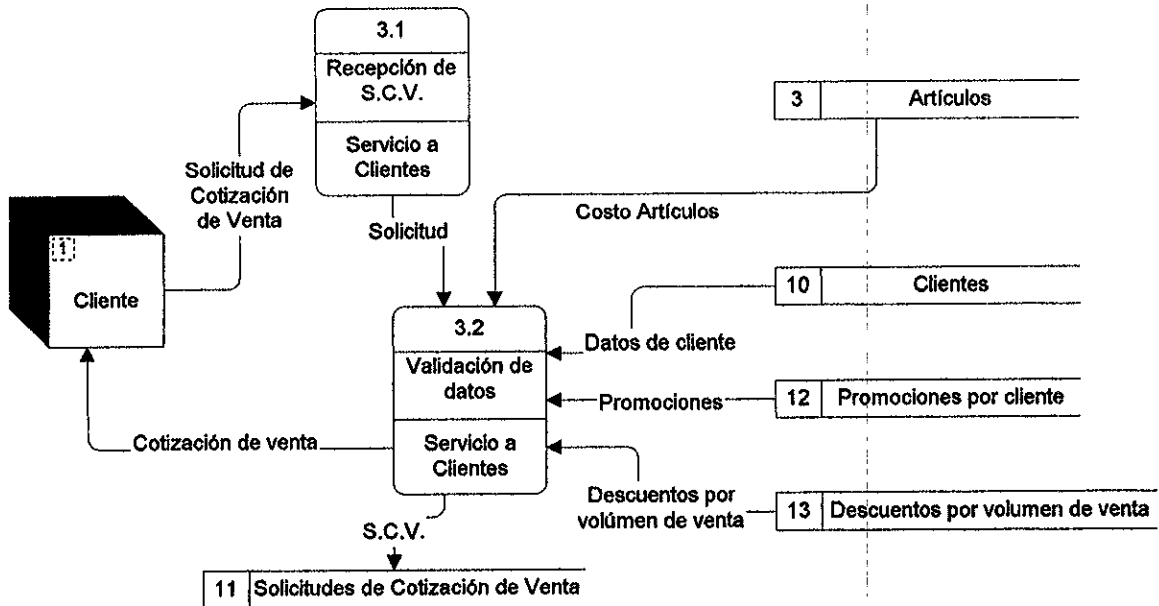 3.1
Recepción de
S.C.V.
Servicio a
Clientes
3
Artículos
Solicitud de
Cotización
de Venta
Costo Artículos
Solicitud
1
Cliente
10
Clientes
3.2
Datos de cliente
Validación de
datos
Promociones
12
Promociones por cliente
Cotización de venta
Servicio a
Clientes
Descuentos por
volúmen de venta
13
Descuentos por volumen de venta
S.C.V.
11
Solicitudes de Cotización de Venta